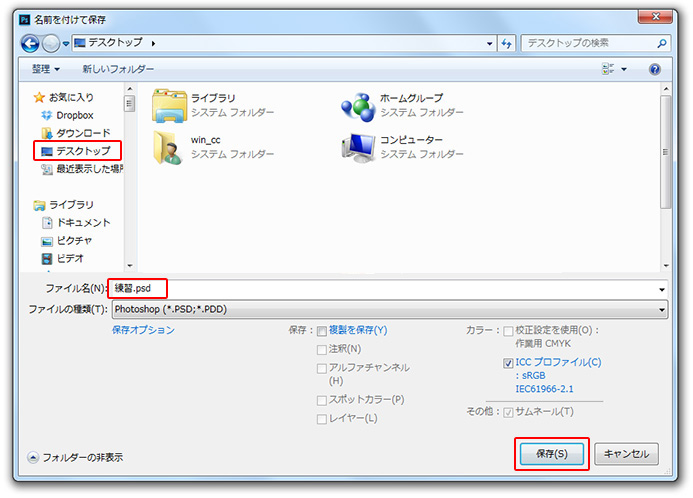 Ps 名前を付けて保存
デスクトップ
デスクトップの検索
整理 新しいフォルダー
お気に入り
Dropbox
ダウンロード
デスクトップ
最近表示した場所
ライブラリ
ドキュメント
ピクチャ
ビデオ
ライブラリ
システム フォルダー
ホームグループ
システム フォルダー
win_cc
システム フォルダー
コンピューター
システム フォルダー
ファイル名(N): 練習.psd
ファイルの種類(T): Photoshop (*.PSD;*.PDD)
保存オプション
保存： 複製を保存(Y)
注釈(N)
アルファチャンネル
(H)
スポットカラー(P)
レイヤー(L)
カラー： 校正設定を使用(O)：
作業用 CMYK
ICC プロファイル(C)
: sRGB
IEC61966-2.1
その他： サムネール(T)
フォルダーの非表示
保存(S)
キャンセル